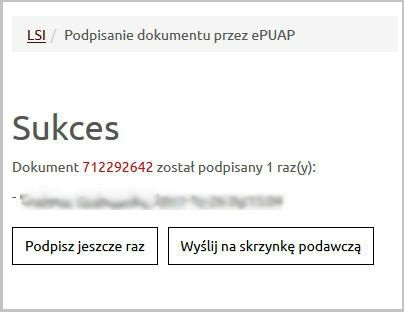 LSI / Podpisanie dokumentu przez ePUAP
Sukces
Dokument 712292642 został podpisany 1 raz(y):
-
Podpisz jeszcze raz
Wyślij na skrzynkę podawczą